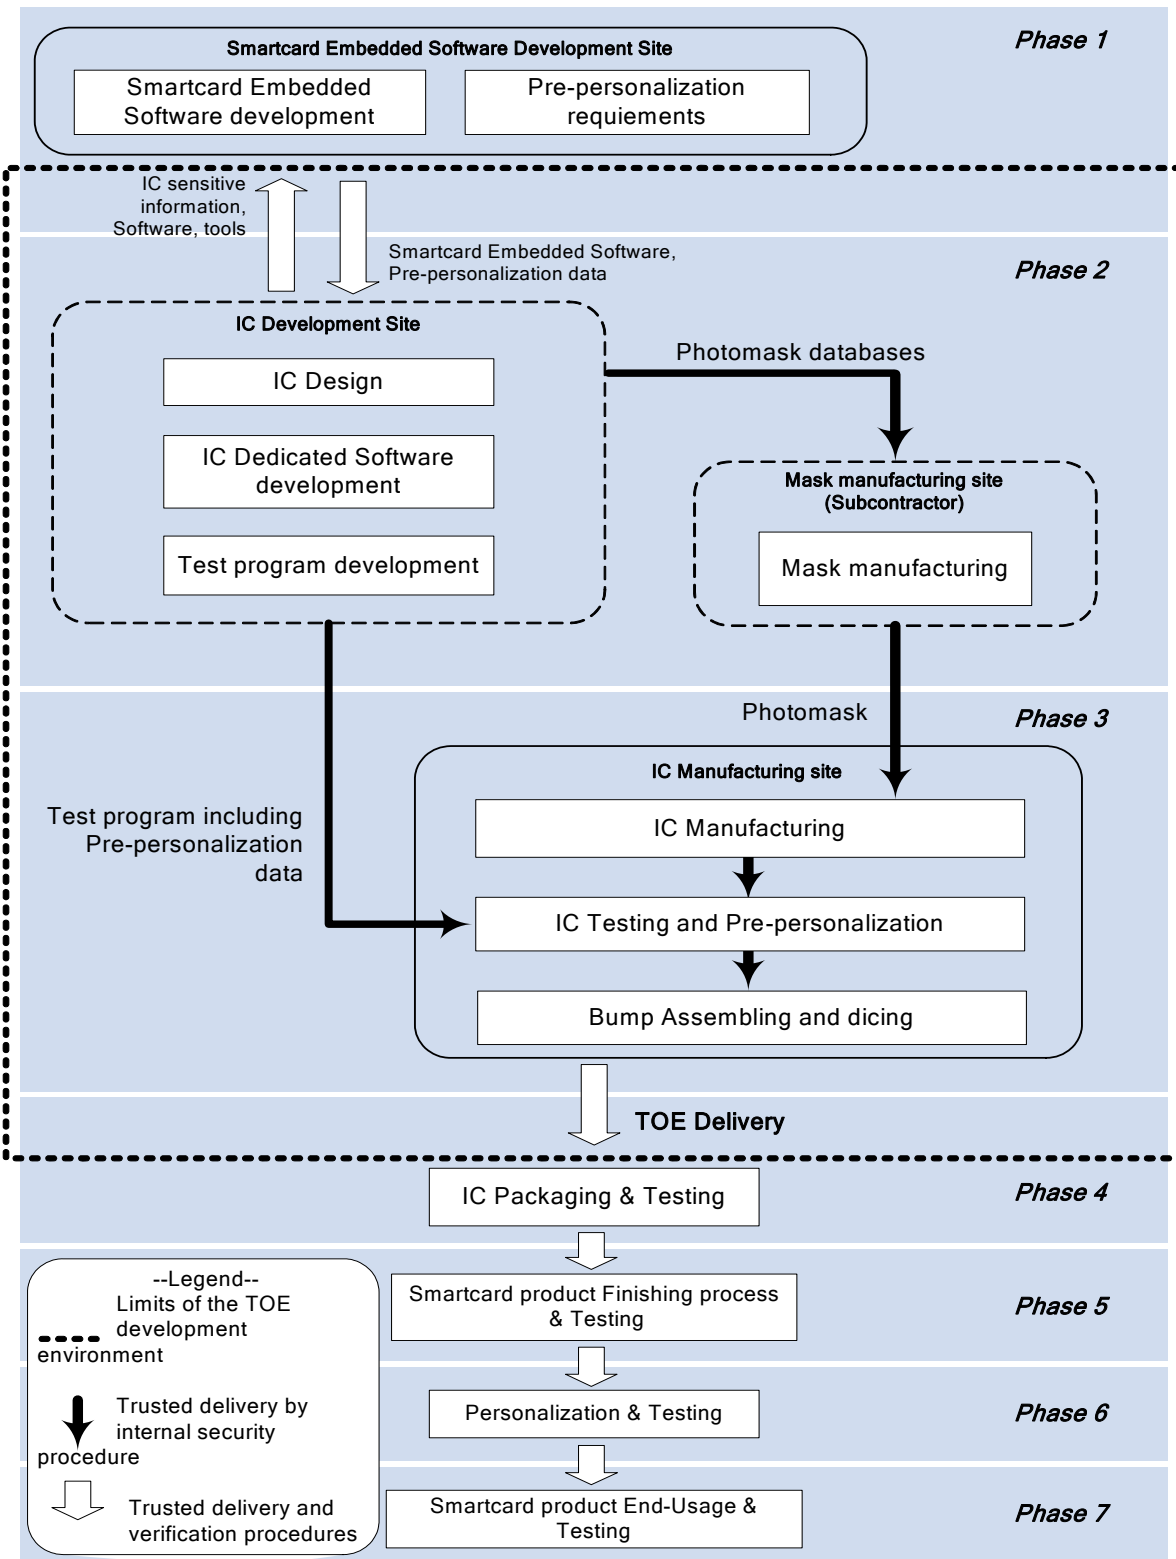 Phase 1
Smartcard Embedded Software Development Site
Smartcard Embedded
Software development
Pre-personalization
requiements
IC sensitive
information,
Software, tools
Smartcard Embedded Software,
Pre-personalization data
Phase 2
IC Development Site
IC Design
IC Dedicated Software
development
Test program development
Photomask databases
Mask manufacturing site
(Subcontractor)
Mask manufacturing
Photomask
Phase 3
IC Manufacturing site
IC Manufacturing
Test program including
Pre-personalization
data
IC Testing and Pre-personalization
Bump Assembling and dicing
TOE Delivery
IC Packaging & Testing
Phase 4
--Legend--
Limits of the TOE
development
environment
Trusted delivery by
internal security
procedure
Trusted delivery and
verification procedures
Smartcard product Finishing process
& Testing
Phase 5
Personalization & Testing
Phase 6
Smartcard product End-Usage &
Testing
Phase 7